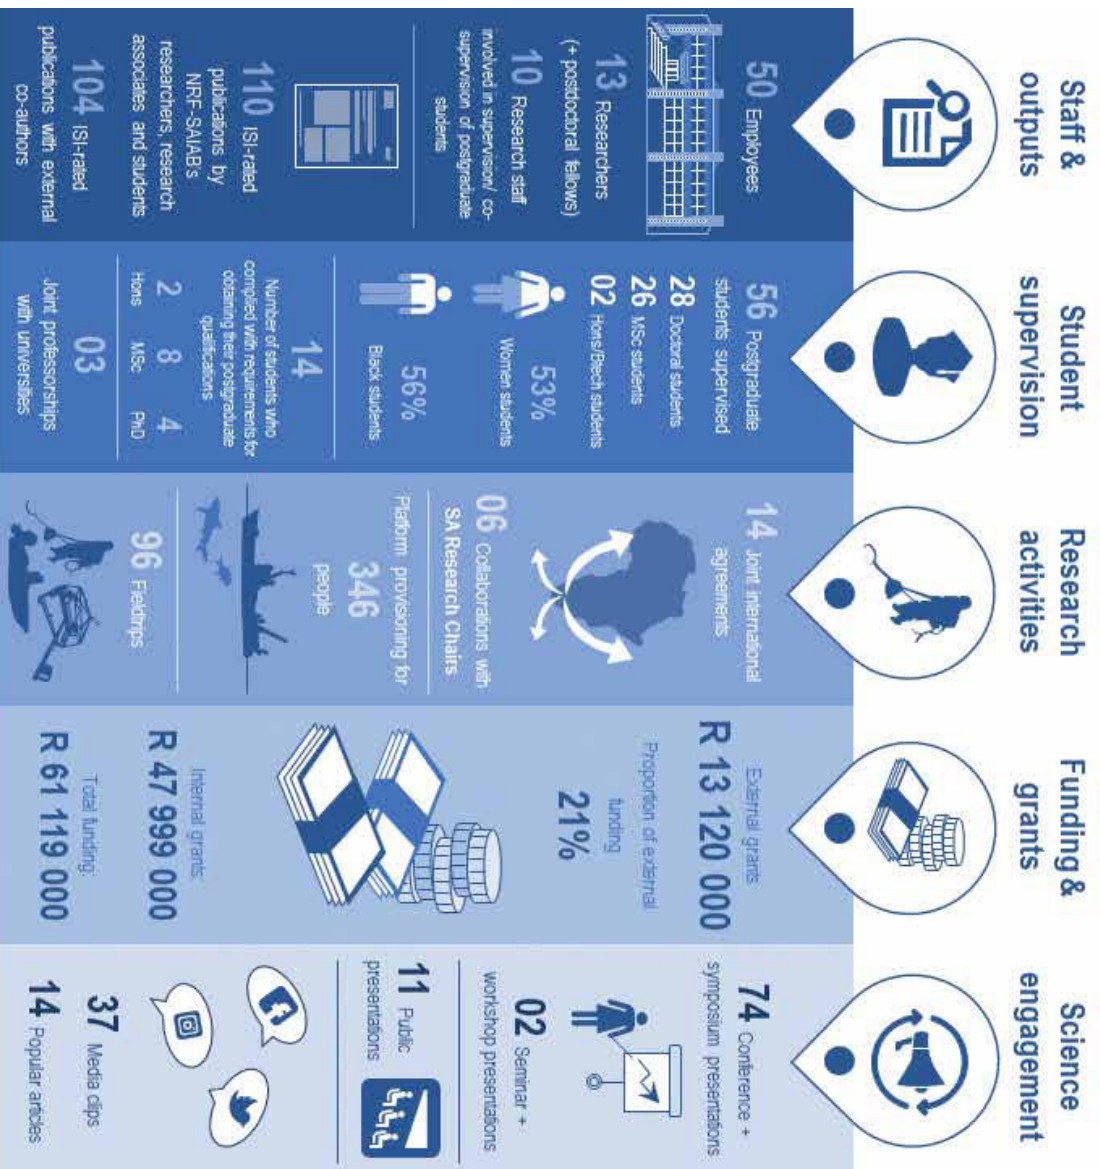 Staff &
outputs
50 Employees
13 Researchers
(+ postdoctoral fellows)
10 Research staff
involved in supervision/ co-
supervision of postgraduate
students
110 ISI-rated
publications by
NRF-SAIABs
researchers, research
associates and students
104 ISI-rated
publications with external
co-authors
Student
supervision
56 Postgraduate
students supervised
28 Doctoral students
26 MSc students
02 Hons/Btech students
53%
Women students
56%
Black students
14
Number of students who
complied with requirements for
obtaining their postgraduate
qualifications
2 8 4
Hons MSc PhD
03
Joint professorships
with universities
Research
activities
14 Joint international
agreements
06 Collaborations with
SA Research Chairs
Platform provisioning for
346
people
96 Fieldtrips
Funding &
grants
External grants
R 13 120 000
Proportion of external
funding
21%
Internal grants:
R 47 999 000
Total funding:
R 61 119 000
Science
engagement
74 Conference +
symposium presentations
02 Seminar +
workshop presentations
11 Public
presentations
37 Media clips
14 Popular articles